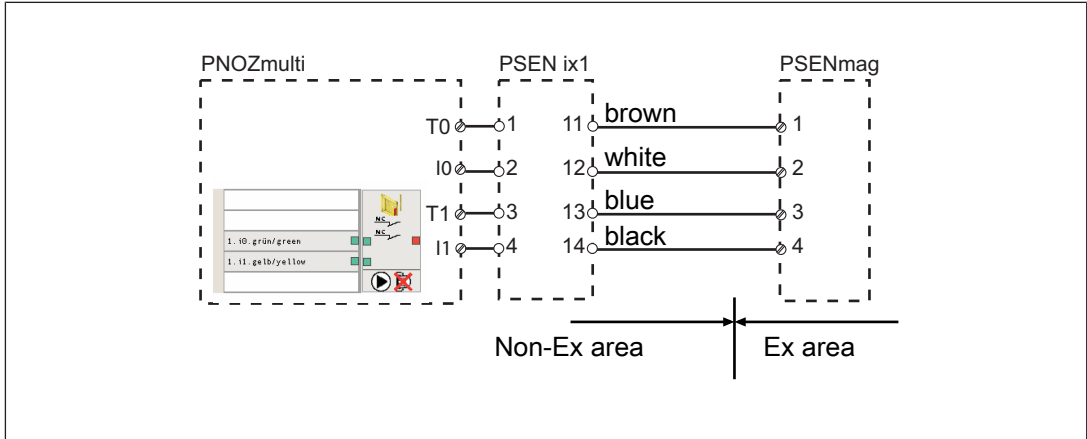 PNOZmulti PSEN ix1 PSENmag
T0 1 11 brown 1
I0 2 12 white 2
T1 3 13 blue 3
I1 4 14 black 4
NC
NC
1.i0.grün/green
1.i1.gelb/yellow
Non-Ex area Ex area